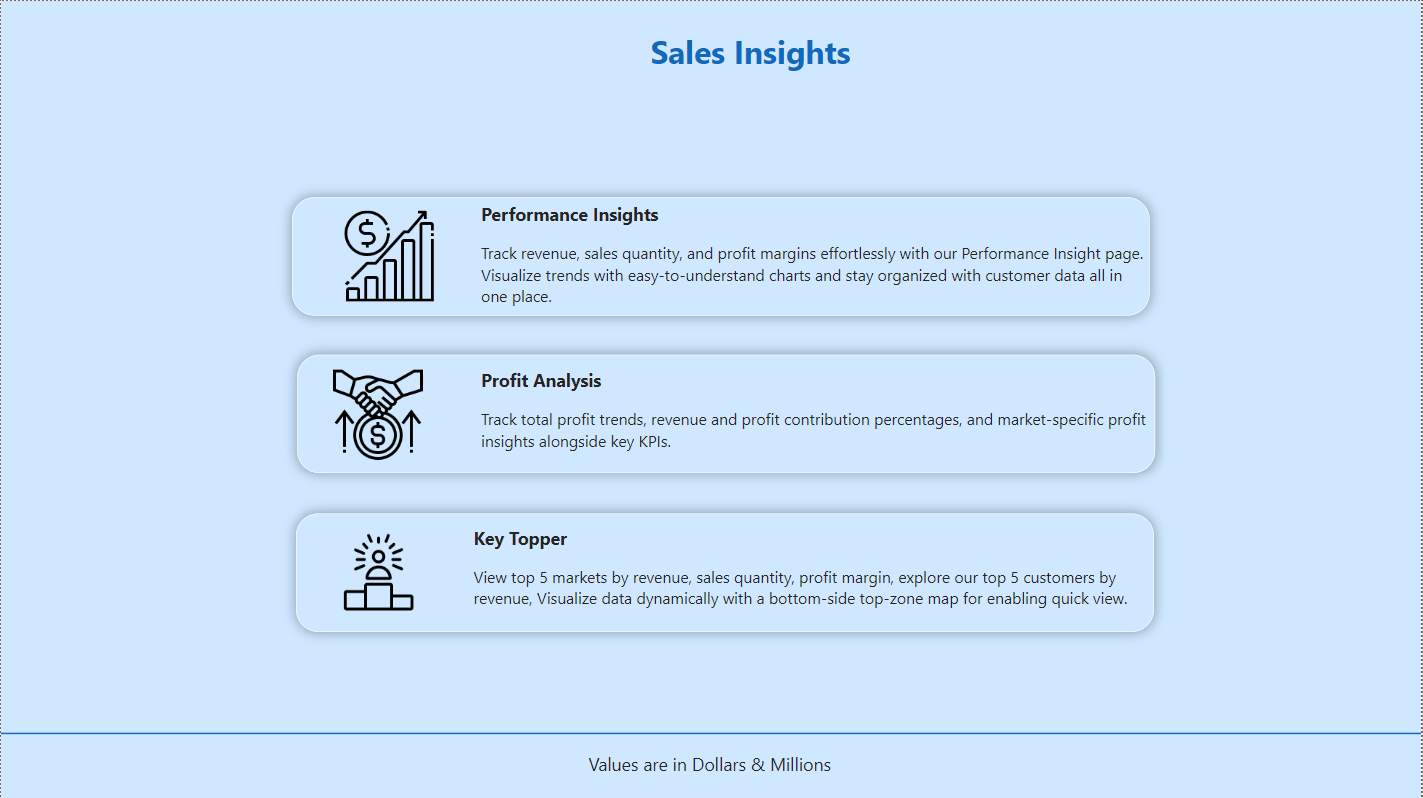 Sales Insights
Performance Insights
Track revenue, sales quantity, and profit margins effortlessly with our Performance Insight page.
Visualize trends with easy-to-understand charts and stay organized with customer data all in
one place.
Profit Analysis
Track total profit trends, revenue and profit contribution percentages, and market-specific profit
insights alongside key KPIs.
Key Topper
View top 5 markets by revenue, sales quantity, profit margin, explore our top 5 customers by
revenue, Visualize data dynamically with a bottom-side top-zone map for enabling quick view.
Values are in Dollars & Millions